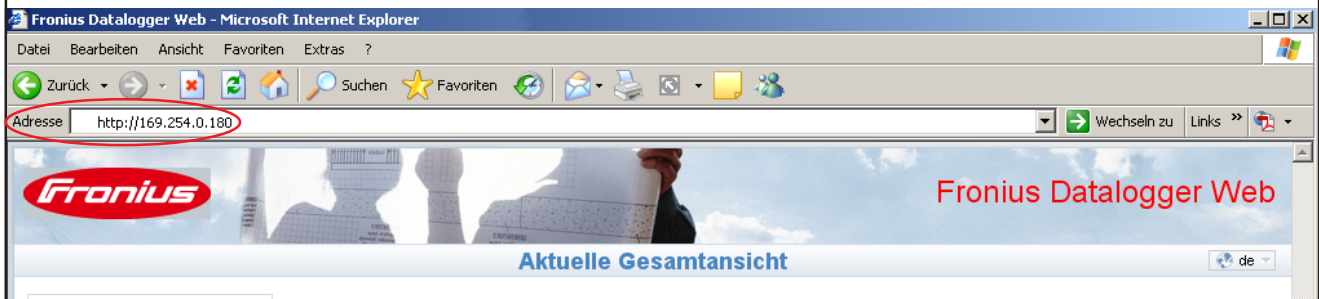 Fronius Datalogger Web - Microsoft Internet Explorer
Datei Bearbeiten Ansicht Favoriten Extras ?
Zurück Suchen Favoriten
Adresse http://169.254.0.180 Wechseln zu Links »
Fronius Fronius Datalogger Web
Aktuelle Gesamtansicht de